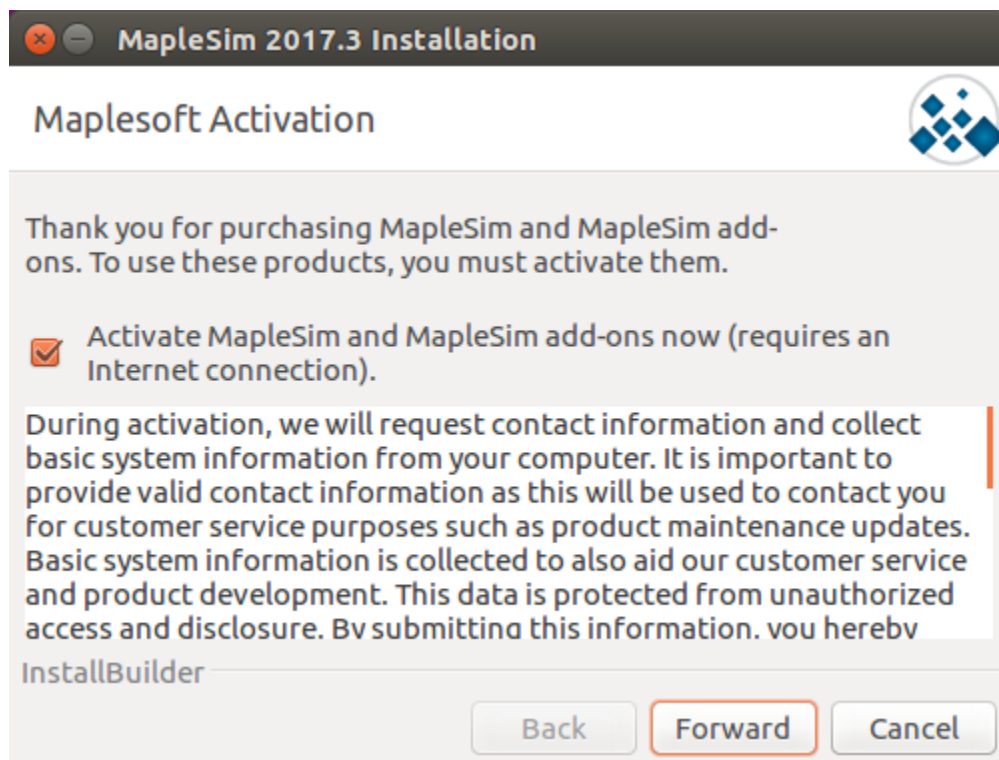 MapleSim 2017.3 Installation
Maplesoft Activation
Thank you for purchasing MapleSim and MapleSim add-
ons. To use these products, you must activate them.
Activate MapleSim and MapleSim add-ons now (requires an
Internet connection).
During activation, we will request contact information and collect
basic system information from your computer. It is important to
provide valid contact information as this will be used to contact you
for customer service purposes such as product maintenance updates.
Basic system information is collected to also aid our customer service
and product development. This data is protected from unauthorized
access and disclosure. By submitting this information, you hereby
InstallBuilder
Back Forward Cancel